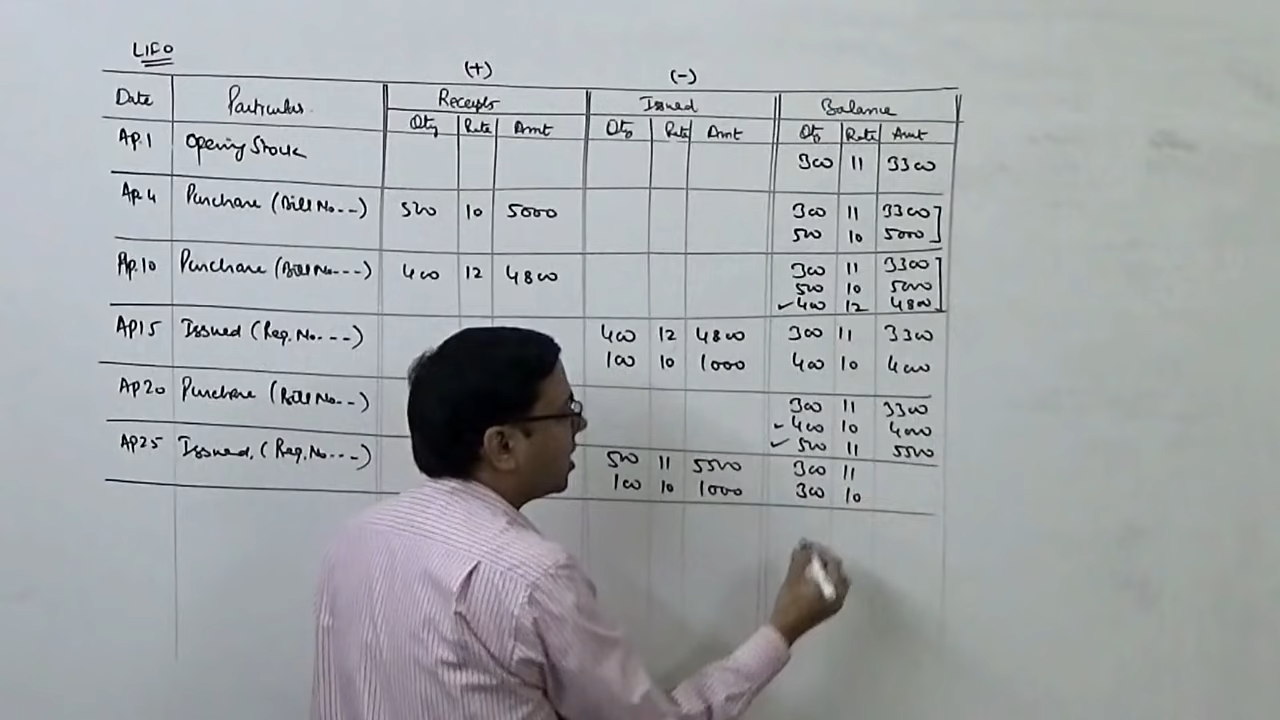 LIFO
(+) (-)
Date Particulars Receipts Issued Balance
Qty Rate Amt Qty Rate Amt Qty Rate Amt
Ap.1 Opening Stock 300 11 3300
Ap.4 Purchase (Bill No--) 500 10 5000 300 11 3300
500 10 5000
Ap.10 Purchase (Bill No---) 400 12 4800 300 11 3300
500 10 5000
400 12 4800
Ap15 Issued (Req. No.---) 400 12 4800 300 11 3300
100 10 1000 400 10 4000
Ap20 Purchase (Bill No.--) 300 11 3300
400 10 4000
500 11 5500
Ap25 Issued. (Req. No.---) 500 11 5500 300 11
100 10 1000 300 10